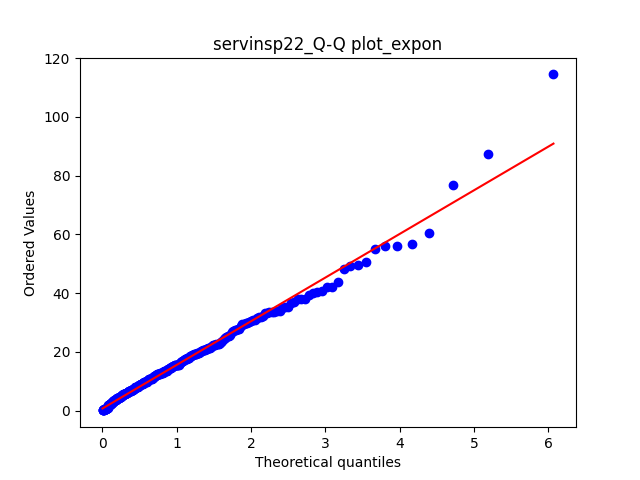 servinsp22_Q-Q plot_expon
120
100
80
60
40
20
0
Ordered Values
0 1 2 3 4 5 6
Theoretical quantiles